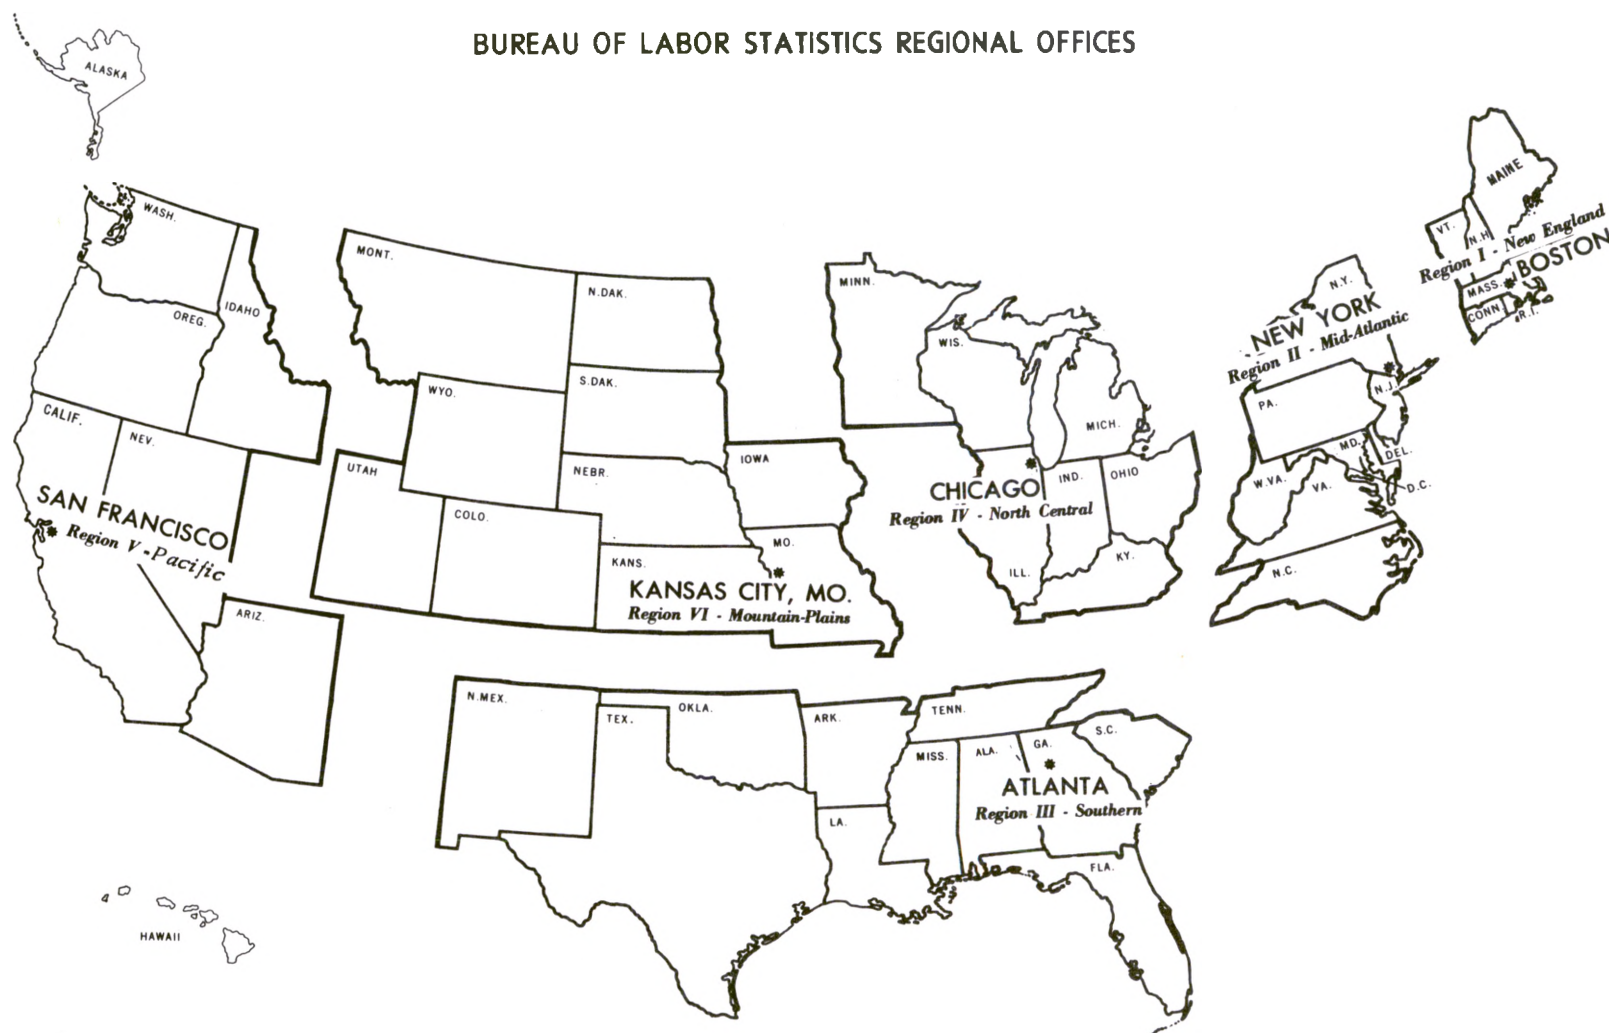 BUREAU OF LABOR STATISTICS REGIONAL OFFICES
ALASKA
WASH.
OREG.
IDAHO
CALIF.
NEV.
SAN FRANCISCO
Region V - Pacific
ARIZ.
HAWAII
MONT.
N.DAK.
S.DAK.
WYO.
UTAH
COLO.
NEBR.
IOWA
KANS.
MO.
KANSAS CITY, MO.
Region VI - Mountain-Plains
MINN.
WIS.
MICH.
IND.
OHIO
CHICAGO
Region IV - North Central
ILL.
KY.
MAINE
VT.
N.H.
Region I - New England
BOSTON
MASS.
CONN.
R.I.
N.Y.
NEW YORK
Region II - Mid-Atlantic
N.J.
PA.
MD.
DEL.
W.VA.
VA.
D.C.
N.C.
N.MEX.
TEX.
OKLA.
ARK.
LA.
TENN.
MISS.
ALA.
GA.
S.C.
ATLANTA
Region III - Southern
FLA.